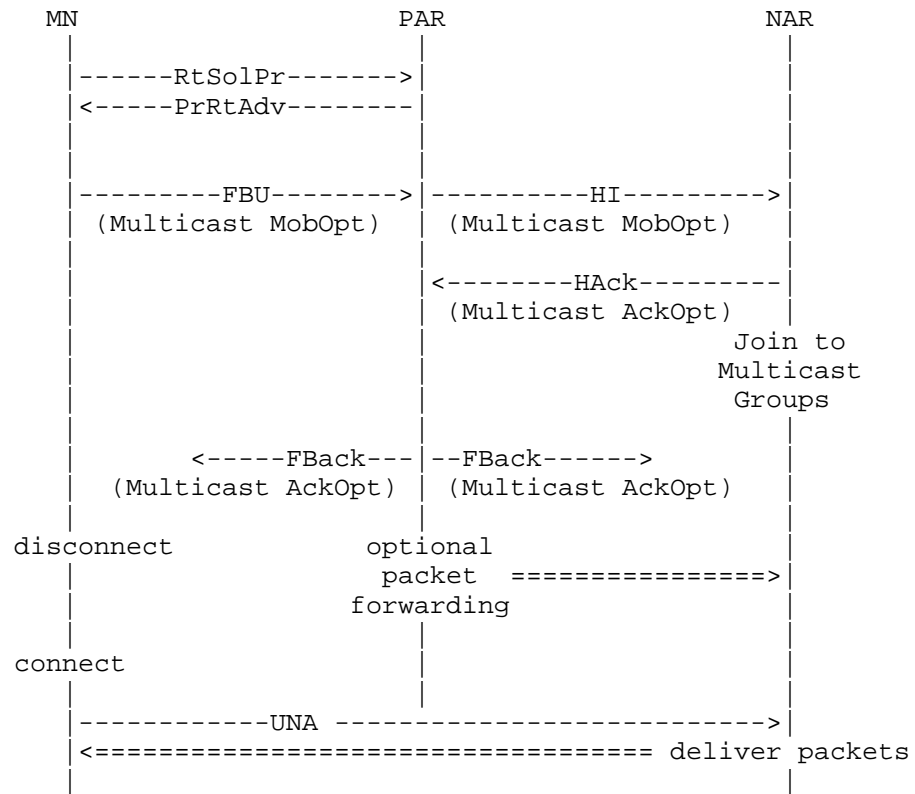 MN PAR NAR
|------RtSolPr------->|
|<-----PrRtAdv--------|
|---------FBU-------->|----------HI--------->|
(Multicast MobOpt) | (Multicast MobOpt)
|<--------HAck---------|
(Multicast AckOpt)
Join to
Multicast
Groups
<-----FBack---|--FBack------>
(Multicast AckOpt) | (Multicast AckOpt)
disconnect optional
packet ================>|
forwarding
connect
|------------UNA --------------------------->|
|<=================================== deliver packets